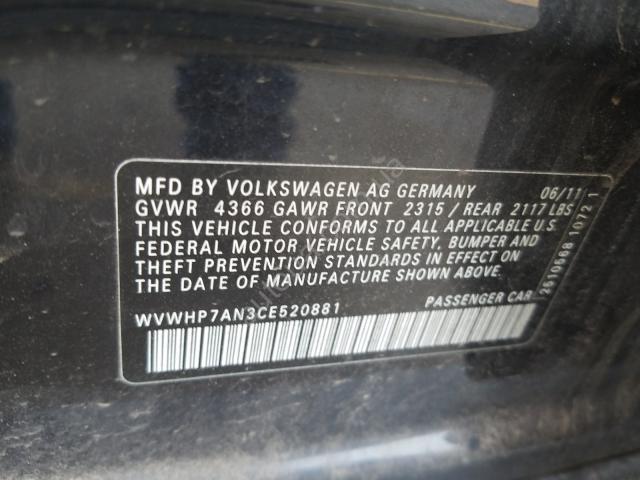 MFD BY VOLKSWAGEN AG GERMANY 06/11
GVWR 4366 GAWR FRONT 2315 / REAR 2117 LBS
THIS VEHICLE CONFORMS TO ALL APPLICABLE U.S.
FEDERAL MOTOR VEHICLE SAFETY, BUMPER AND
THEFT PREVENTION STANDARDS IN EFFECT ON
THE DATE OF MANUFACTURE SHOWN ABOVE.
WVWHP7AN3CE520881 PASSENGER CAR
2610668 1072 1